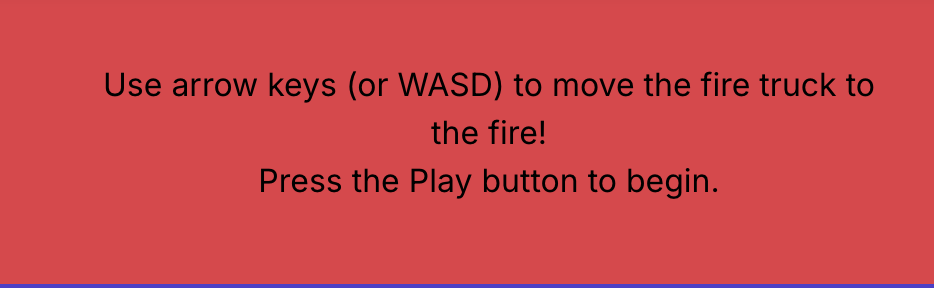 Use arrow keys (or WASD) to move the fire truck to
the fire!
Press the Play button to begin.